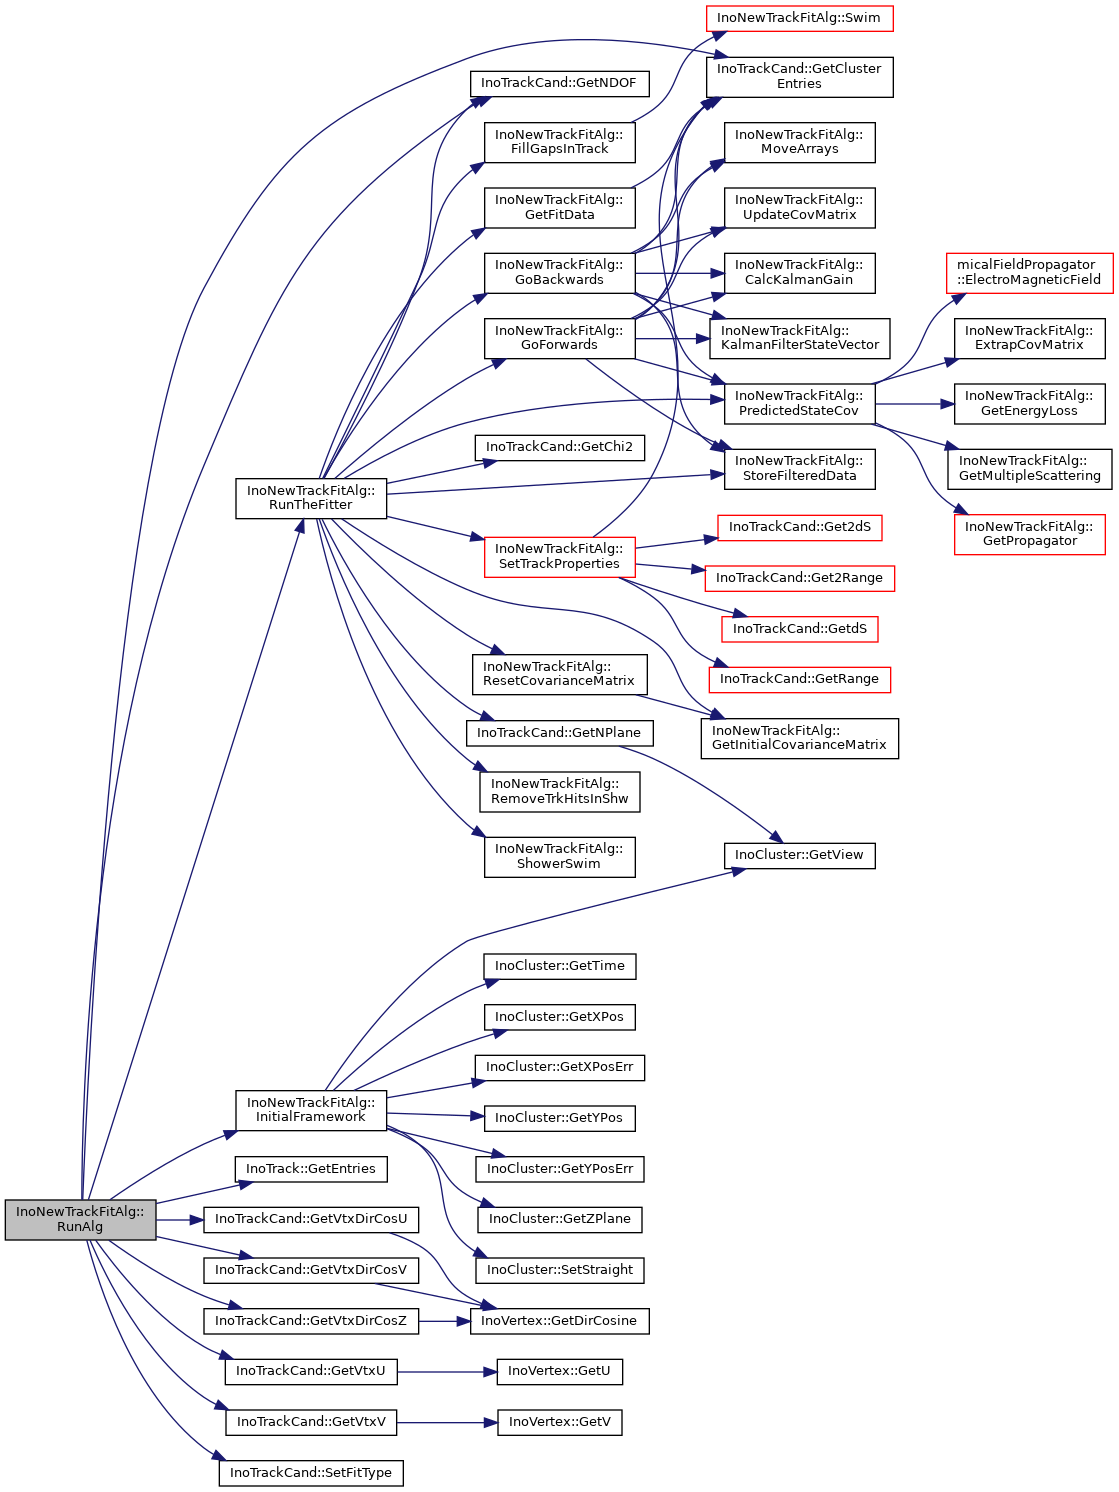 InoNewTrackFitAlg::Swim
InoTrackCand::GetCluster
Entries
InoTrackCand::GetNDOF
InoNewTrackFitAlg::
FillGapsInTrack
InoNewTrackFitAlg::
MoveArrays
InoNewTrackFitAlg::
GetFitData
InoNewTrackFitAlg::
UpdateCovMatrix
InoNewTrackFitAlg::
GoBackwards
InoNewTrackFitAlg::
CalcKalmanGain
micalFieldPropagator
::ElectroMagneticField
InoNewTrackFitAlg::
GoForwards
InoNewTrackFitAlg::
KalmanFilterStateVector
InoNewTrackFitAlg::
ExtrapCovMatrix
InoNewTrackFitAlg::
PredictedStateCov
InoNewTrackFitAlg::
GetEnergyLoss
InoTrackCand::GetChi2
InoNewTrackFitAlg::
StoreFilteredData
InoNewTrackFitAlg::
GetMultipleScattering
InoNewTrackFitAlg::
RunTheFitter
InoTrackCand::Get2dS
InoNewTrackFitAlg::
GetPropagator
InoNewTrackFitAlg::
SetTrackProperties
InoTrackCand::Get2Range
InoTrackCand::GetdS
InoNewTrackFitAlg::
ResetCovarianceMatrix
InoTrackCand::GetRange
InoTrackCand::GetNPlane
InoNewTrackFitAlg::
GetInitialCovarianceMatrix
InoNewTrackFitAlg::
RemoveTrkHitsInShw
InoNewTrackFitAlg::
ShowerSwim
InoCluster::GetView
InoCluster::GetTime
InoCluster::GetXPos
InoCluster::GetXPosErr
InoNewTrackFitAlg::
InitialFramework
InoCluster::GetYPos
InoTrack::GetEntries
InoCluster::GetYPosErr
InoNewTrackFitAlg::
RunAlg
InoTrackCand::GetVtxDirCosU
InoCluster::GetZPlane
InoTrackCand::GetVtxDirCosV
InoCluster::SetStraight
InoTrackCand::GetVtxDirCosZ
InoVertex::GetDirCosine
InoTrackCand::GetVtxU
InoVertex::GetU
InoTrackCand::GetVtxV
InoVertex::GetV
InoTrackCand::SetFitType